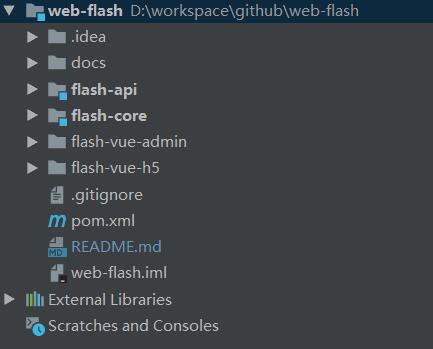 web-flash D:\workspace\github\web-flash
.idea
docs
flash-api
flash-core
flash-vue-admin
flash-vue-h5
.gitignore
m pom.xml
MD README.md
web-flash.iml
External Libraries
Scratches and Consoles